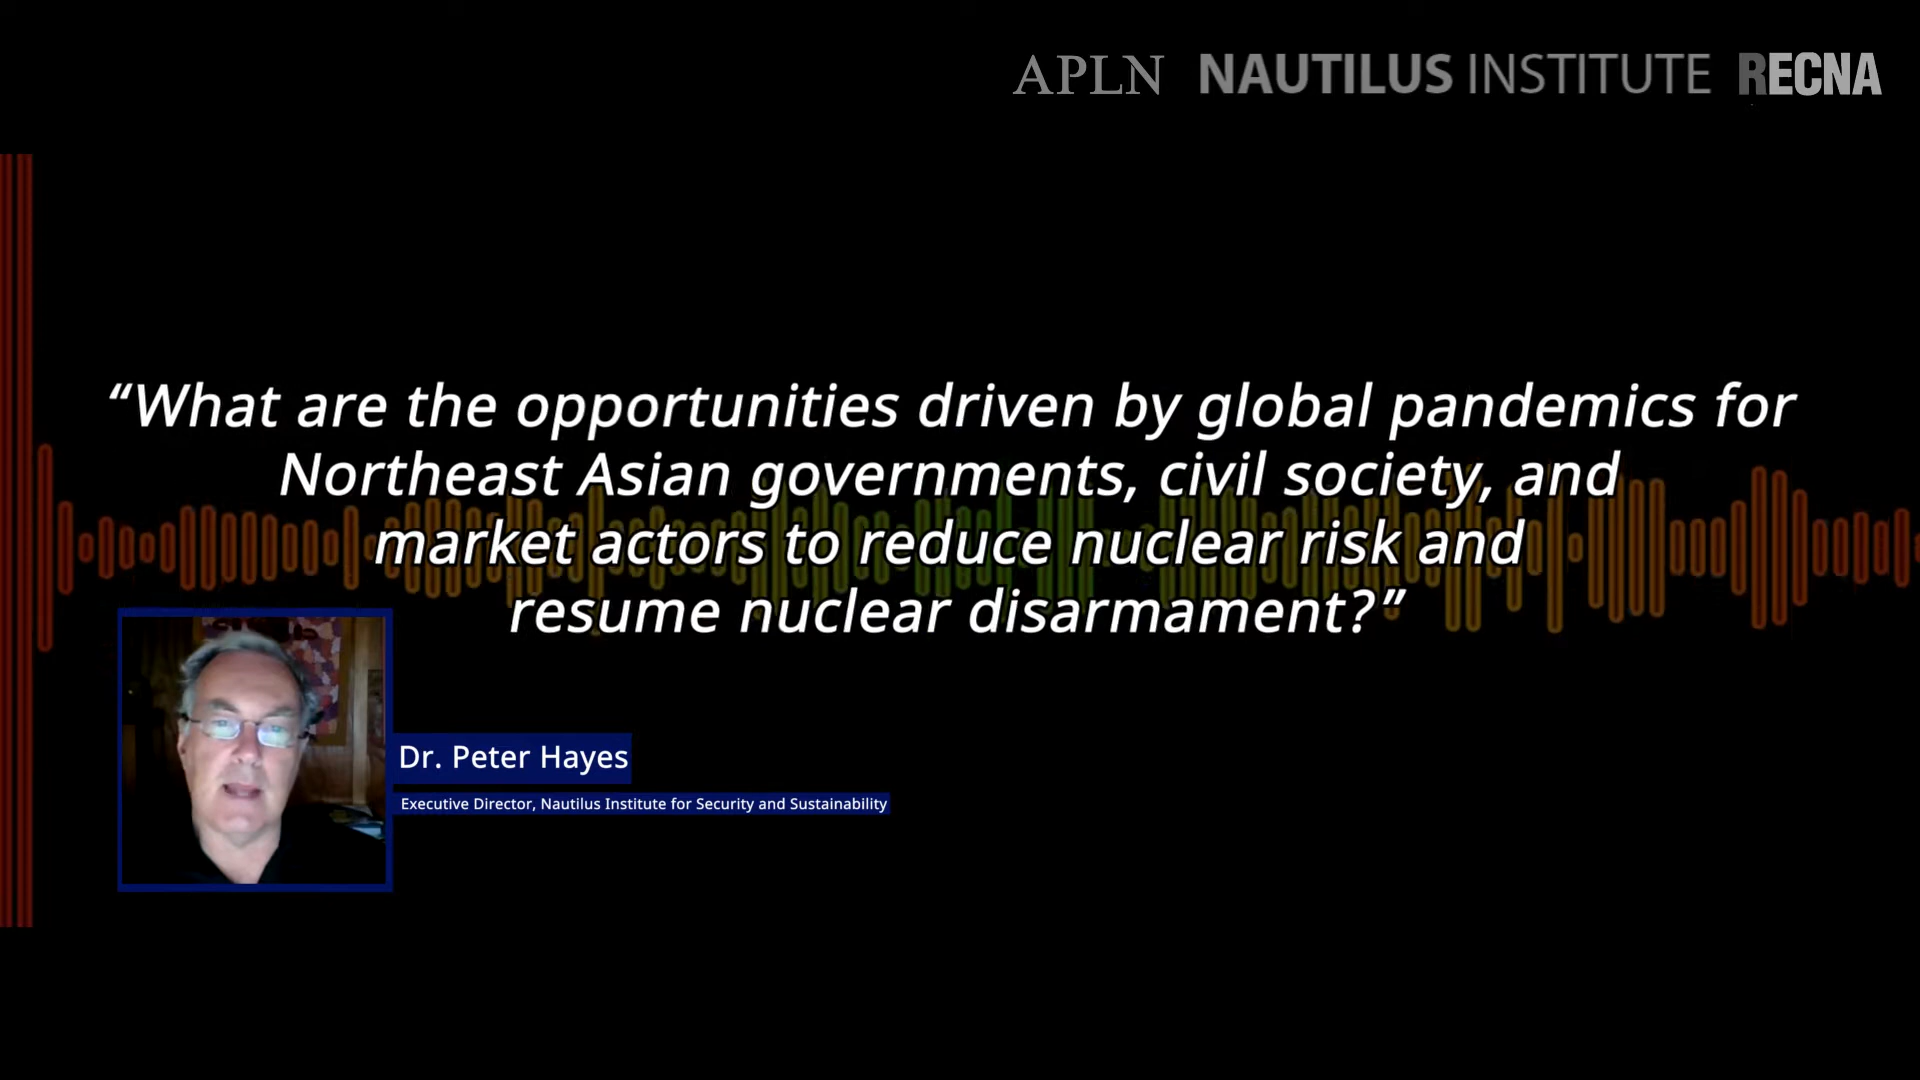 APLN NAUTILUS INSTITUTE RECNA
“What are the opportunities driven by global pandemics for
Northeast Asian governments, civil society, and
market actors to reduce nuclear risk and
resume nuclear disarmament?”
Dr. Peter Hayes
Executive Director, Nautilus Institute for Security and Sustainability